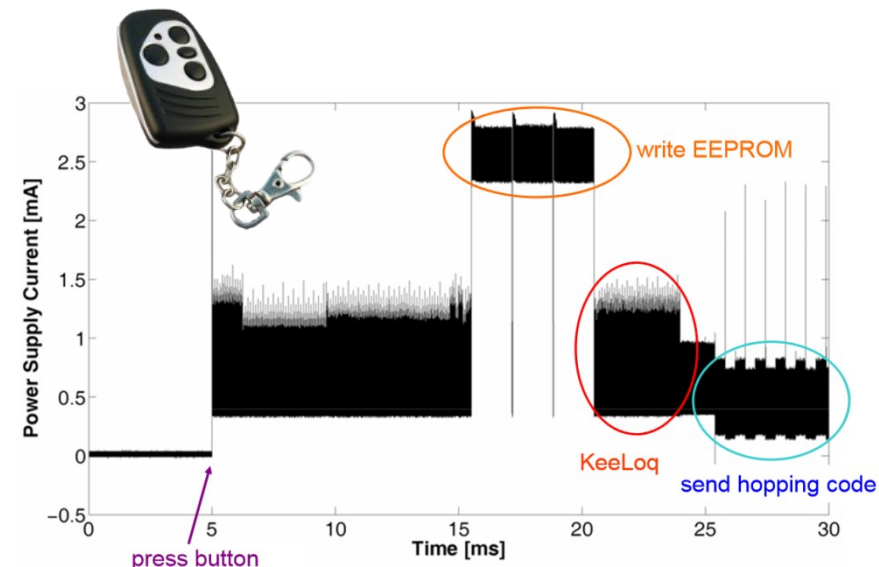 3
2.5
2
1.5
1
0.5
0
-0.5
Power Supply Current [mA]
write EEPROM
KeeLoq
send hopping code
0 5 10 15 20 25 30
Time [ms]
press button